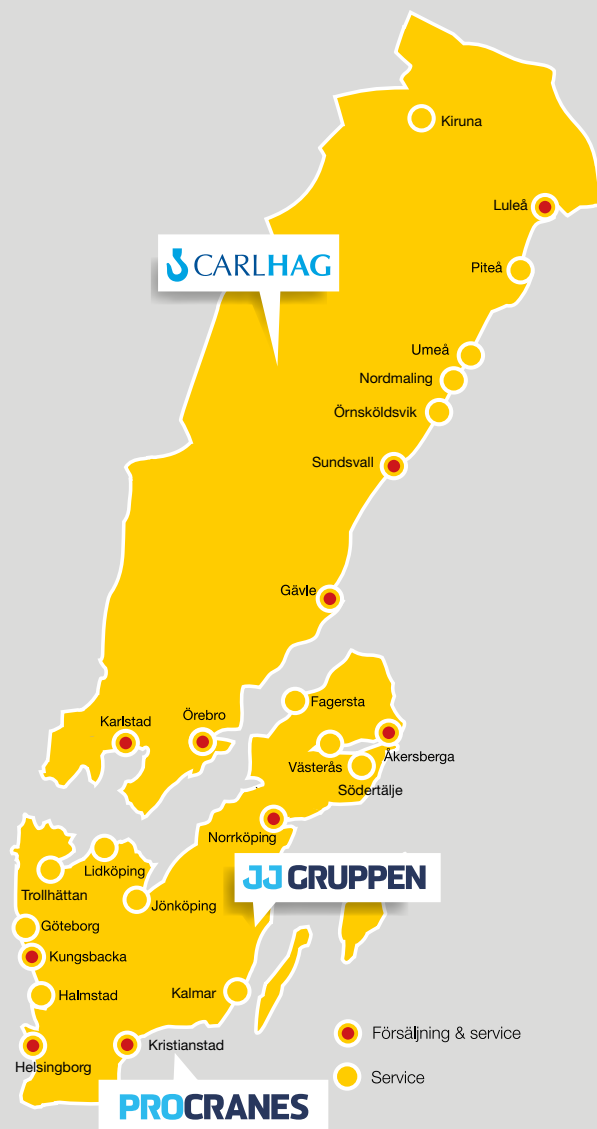 Kiruna
Luleå
CARLHAG
Piteå
Umeå
Nordmaling
Örnsköldsvik
Sundsvall
Gävle
Fagersta
Karlstad
Örebro
Åkersberga
Västerås
Södertälje
Norrköping
Lidköping
JJ GRUPPEN
Trollhättan
Jönköping
Göteborg
Kungsbacka
Kalmar
Halmstad
Försäljning & service
Kristianstad
Helsingborg
Service
PROCRANES